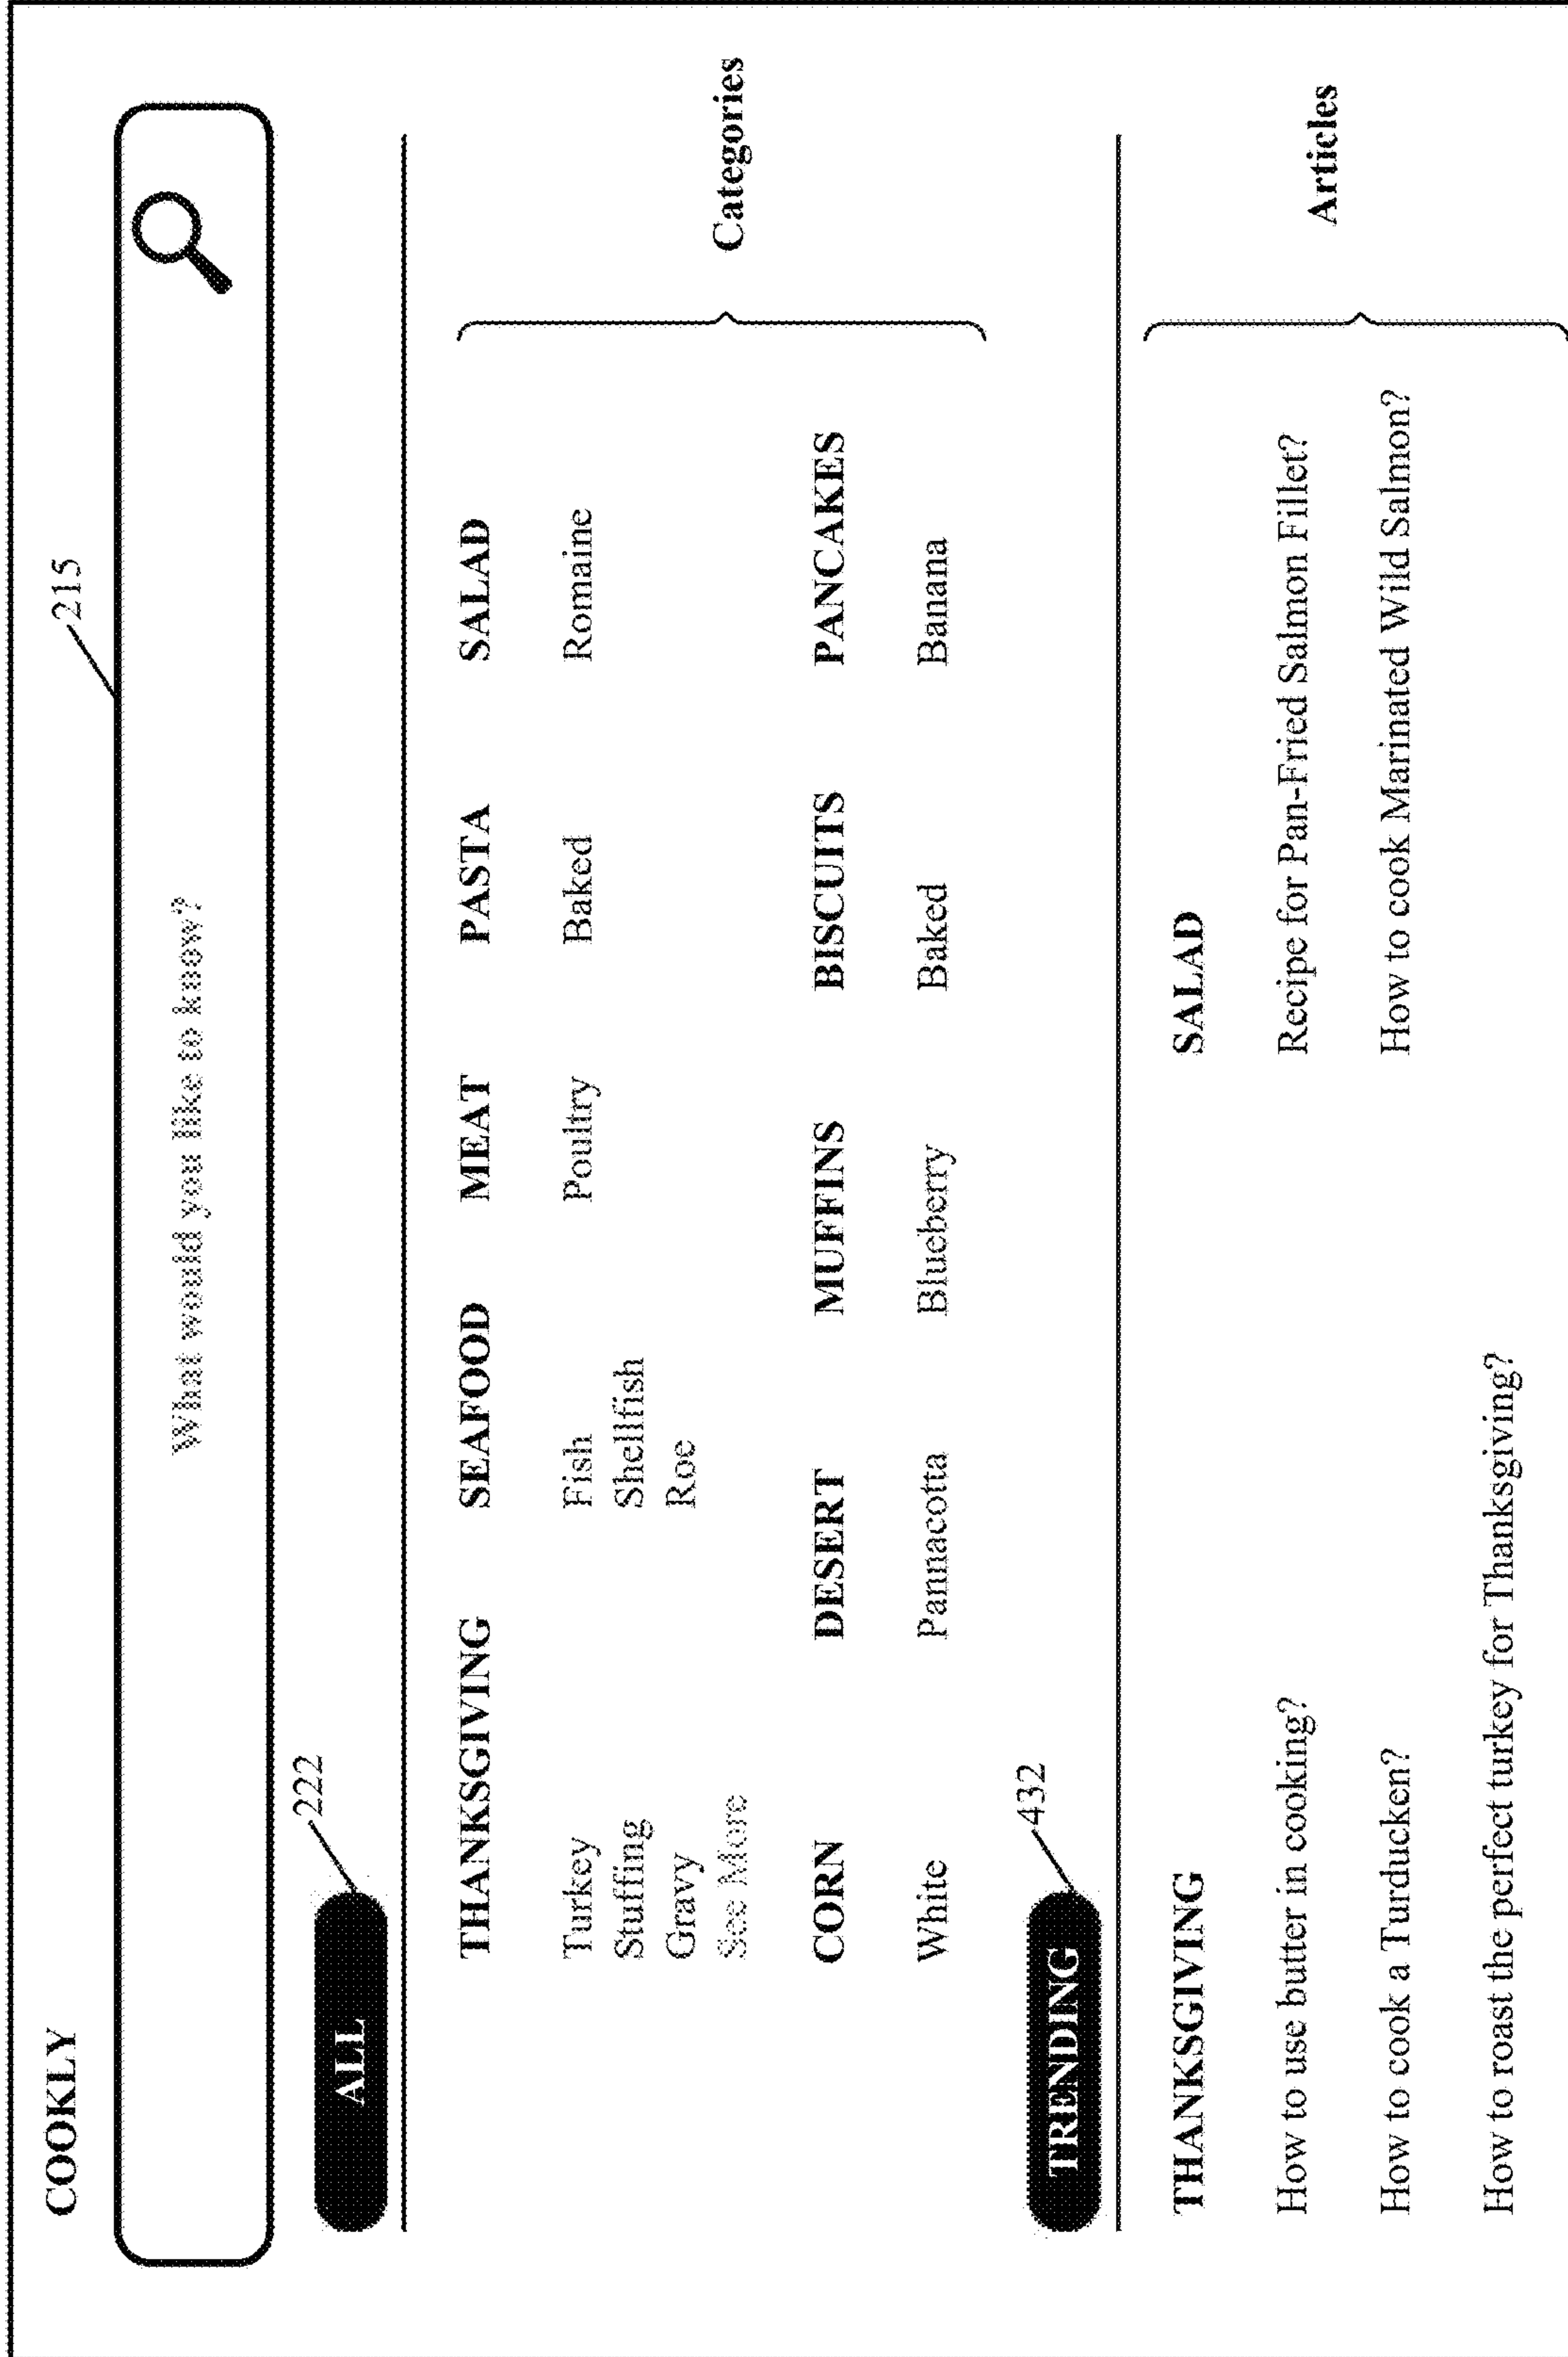 COOKLY
215
What would you like to know?
222
ALL
THANKSGIVING SEAFOOD MEAT PASTA SALAD
Turkey Fish Poultry Baked Romaine
Stuffing Shellfish
Gravy Roe
See More
Categories
CORN DESERT MUFFINS BISCUITS PANCAKES
White Pannacotta Blueberry Baked Banana
432
TRENDING
THANKSGIVING SALAD
How to use butter in cooking? Recipe for Pan-Fried Salmon Fillet?
Articles
How to cook a Turducken? How to cook Marinated Wild Salmon?
How to roast the perfect turkey for Thanksgiving?